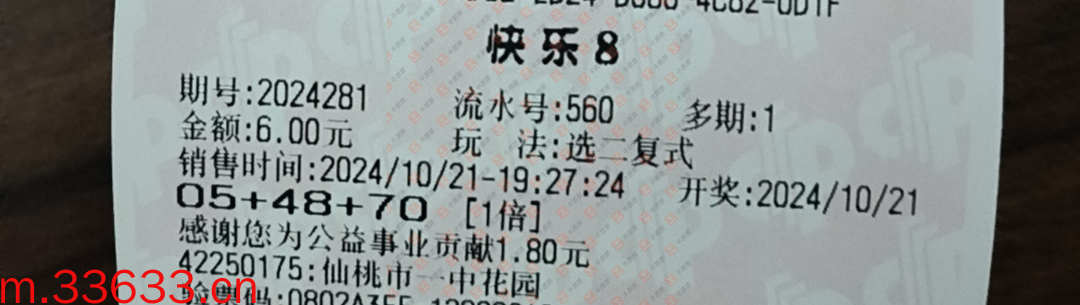 快乐8
期号:2024281 流水号:560 多期:1
金额:6.00元 玩 法:选二复式
销售时间:2024/10/21-19:27:24 开奖:2024/10/21
05+48+70 [1倍]
感谢您为公益事业贡献1.80元
42250175:仙桃市一中花园
m.33633.cn